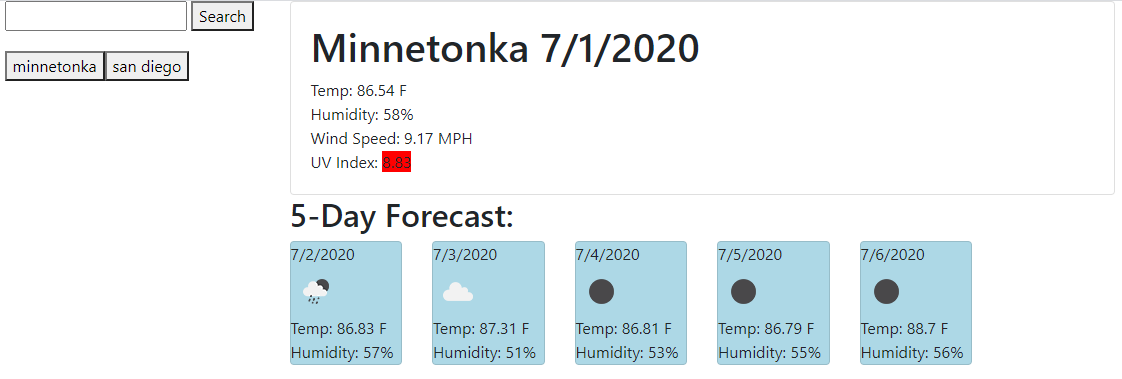 Search
minnetonka san diego
Minnetonka 7/1/2020
Temp: 86.54 F
Humidity: 58%
Wind Speed: 9.17 MPH
UV Index: 8.83
5-Day Forecast:
7/2/2020
Temp: 86.83 F
Humidity: 57%
7/3/2020
Temp: 87.31 F
Humidity: 51%
7/4/2020
Temp: 86.81 F
Humidity: 53%
7/5/2020
Temp: 86.79 F
Humidity: 55%
7/6/2020
Temp: 88.7 F
Humidity: 56%